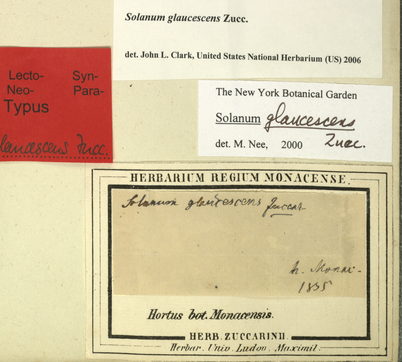 Solanum glaucescens Zucc.
det. John L. Clark, United States National Herbarium (US) 2006
Lecto- Syn-
Neo- Para-
Typus
glaucescens Zucc.
The New York Botanical Garden
Solanum glaucescens
det. M. Nee, 2000 Zucc.
HERBARIUM REGIUM MONACENSE.
Solanum glaucescens Zuccar.
h. Monac.
1835
Hortus bot. Monacensis.
HERB. ZUCCARINII
Herbar. Univ. Ludov. Maximil.